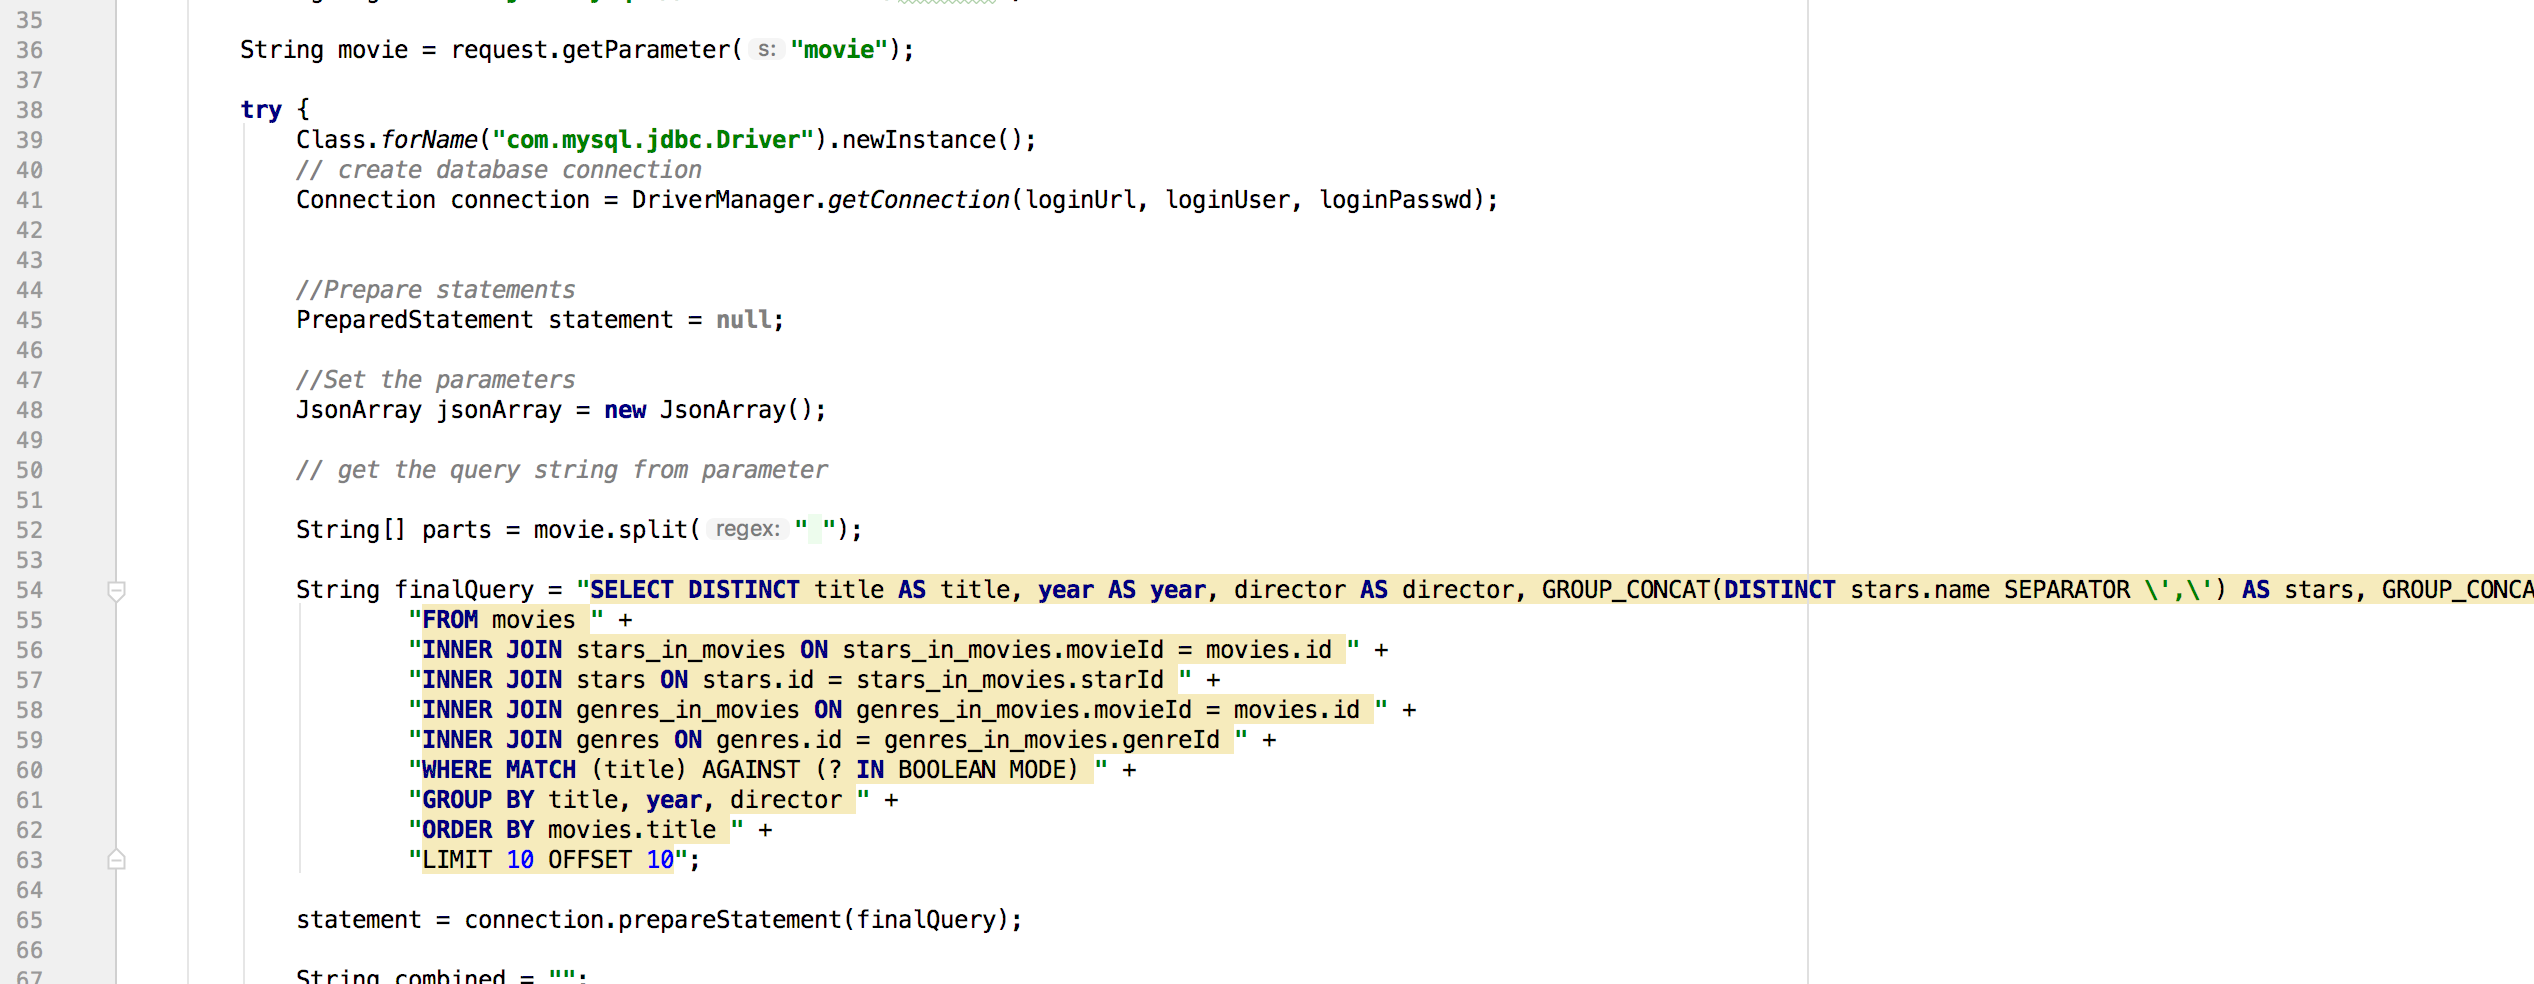 35
36 String movie = request.getParameter( s: "movie");
37
38 try {
39 Class.forName("com.mysql.jdbc.Driver").newInstance();
40 // create database connection
41 Connection connection = DriverManager.getConnection(loginUrl, loginUser, loginPasswd);
42
43
44 //Prepare statements
45 PreparedStatement statement = null;
46
47 //Set the parameters
48 JsonArray jsonArray = new JsonArray();
49
50 // get the query string from parameter
51
52 String[] parts = movie.split( regex: " ");
53
54 String finalQuery = "SELECT DISTINCT title AS title, year AS year, director AS director, GROUP_CONCAT(DISTINCT stars.name SEPARATOR \',\') AS stars, GROUP_CONCA
55 "FROM movies " +
56 "INNER JOIN stars_in_movies ON stars_in_movies.movieId = movies.id " +
57 "INNER JOIN stars ON stars.id = stars_in_movies.starId " +
58 "INNER JOIN genres_in_movies ON genres_in_movies.movieId = movies.id " +
59 "INNER JOIN genres ON genres.id = genres_in_movies.genreId " +
60 "WHERE MATCH (title) AGAINST (? IN BOOLEAN MODE) " +
61 "GROUP BY title, year, director " +
62 "ORDER BY movies.title " +
63 "LIMIT 10 OFFSET 10";
64
65 statement = connection.prepareStatement(finalQuery);
66
67 String combined = "";